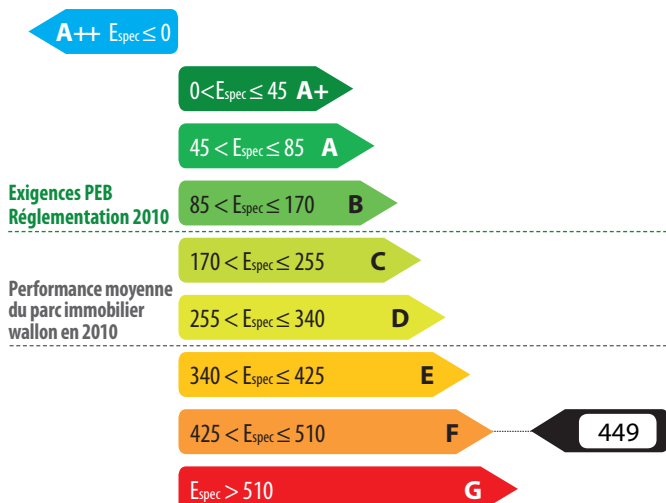 A++ Espec ≤ 0
0<Espec ≤ 45 A+
45 < Espec ≤ 85 A
Exigences PEB
Réglementation 2010
85 < Espec ≤ 170 B
170 < Espec ≤ 255 C
Performance moyenne
du parc immobilier
wallon en 2010
255 < Espec ≤ 340 D
340 < Espec ≤ 425 E
425 < Espec ≤ 510 F
449
Espec > 510 G